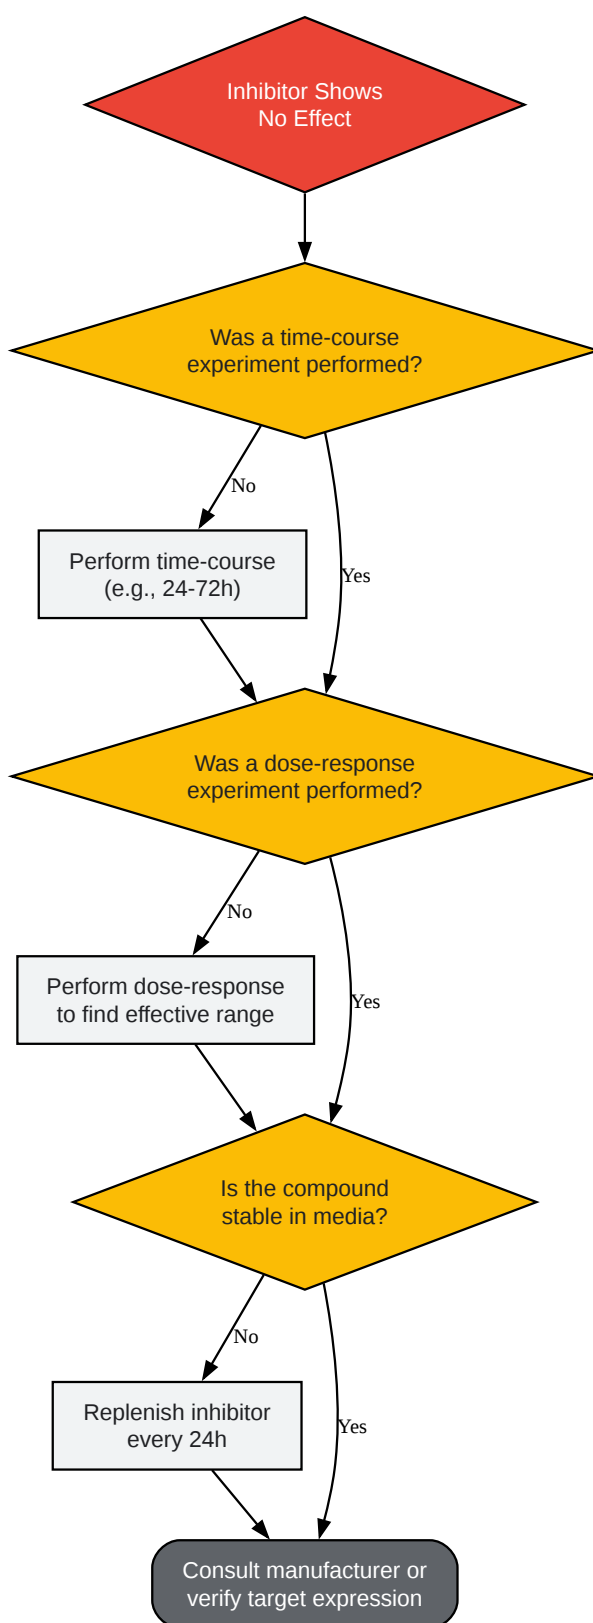 Inhibitor Shows
No Effect
Was a time-course
experiment performed?
No
Perform time-course
(e.g., 24-72h)
Yes
Was a dose-response
experiment performed?
No
Perform dose-response
to find effective range
Yes
Is the compound
stable in media?
No
Replenish inhibitor
every 24h
Yes
Consult manufacturer or
verify target expression